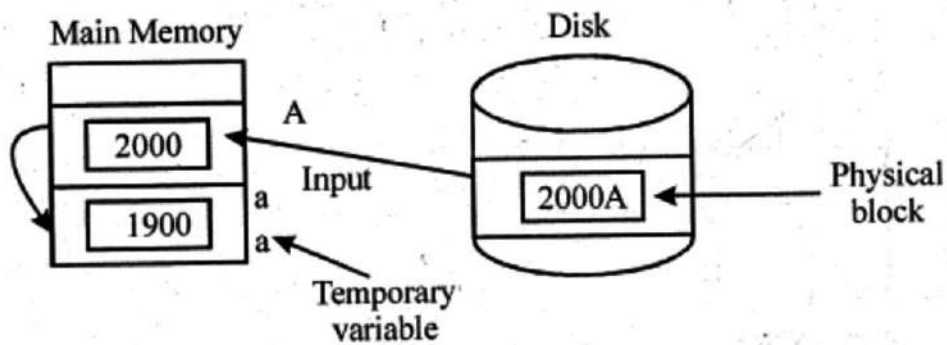 Main Memory
Disk
A
2000
Input
2000A
Physical
block
a
1900
a
Temporary
variable